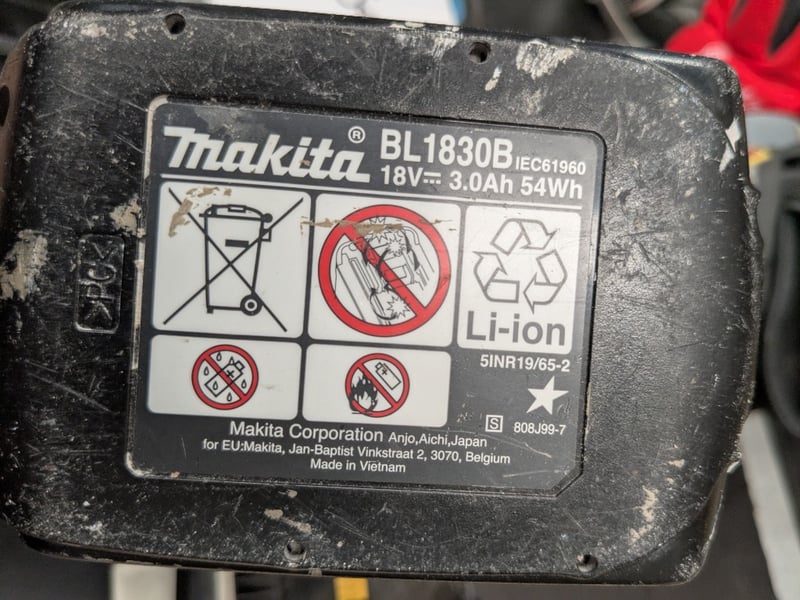 Makita® BL1830B IEC61960
18V⎓ 3.0Ah 54Wh
Li-ion
5INR19/65-2
S 808J99-7
Makita Corporation Anjo,Aichi,Japan
for EU:Makita, Jan-Baptist Vinkstraat 2, 3070, Belgium
Made in Vietnam
>PC<